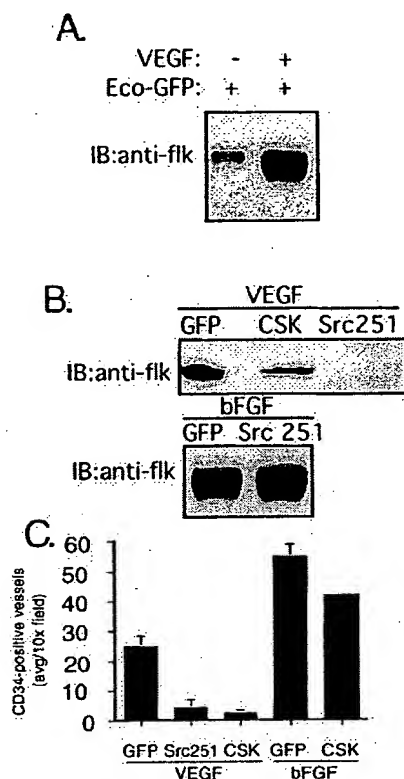 A.
VEGF: - +
Eco-GFP: + +
IB:anti-flk
B.
VEGF
GFP CSK Src251
IB:anti-flk
bFGF
GFP Src 251
IB:anti-flk
C.
CD34-positive vessels
(avg/10x field)
60
50
40
30
20
10
0
GFP Src251 CSK GFP CSK
VEGF bFGF